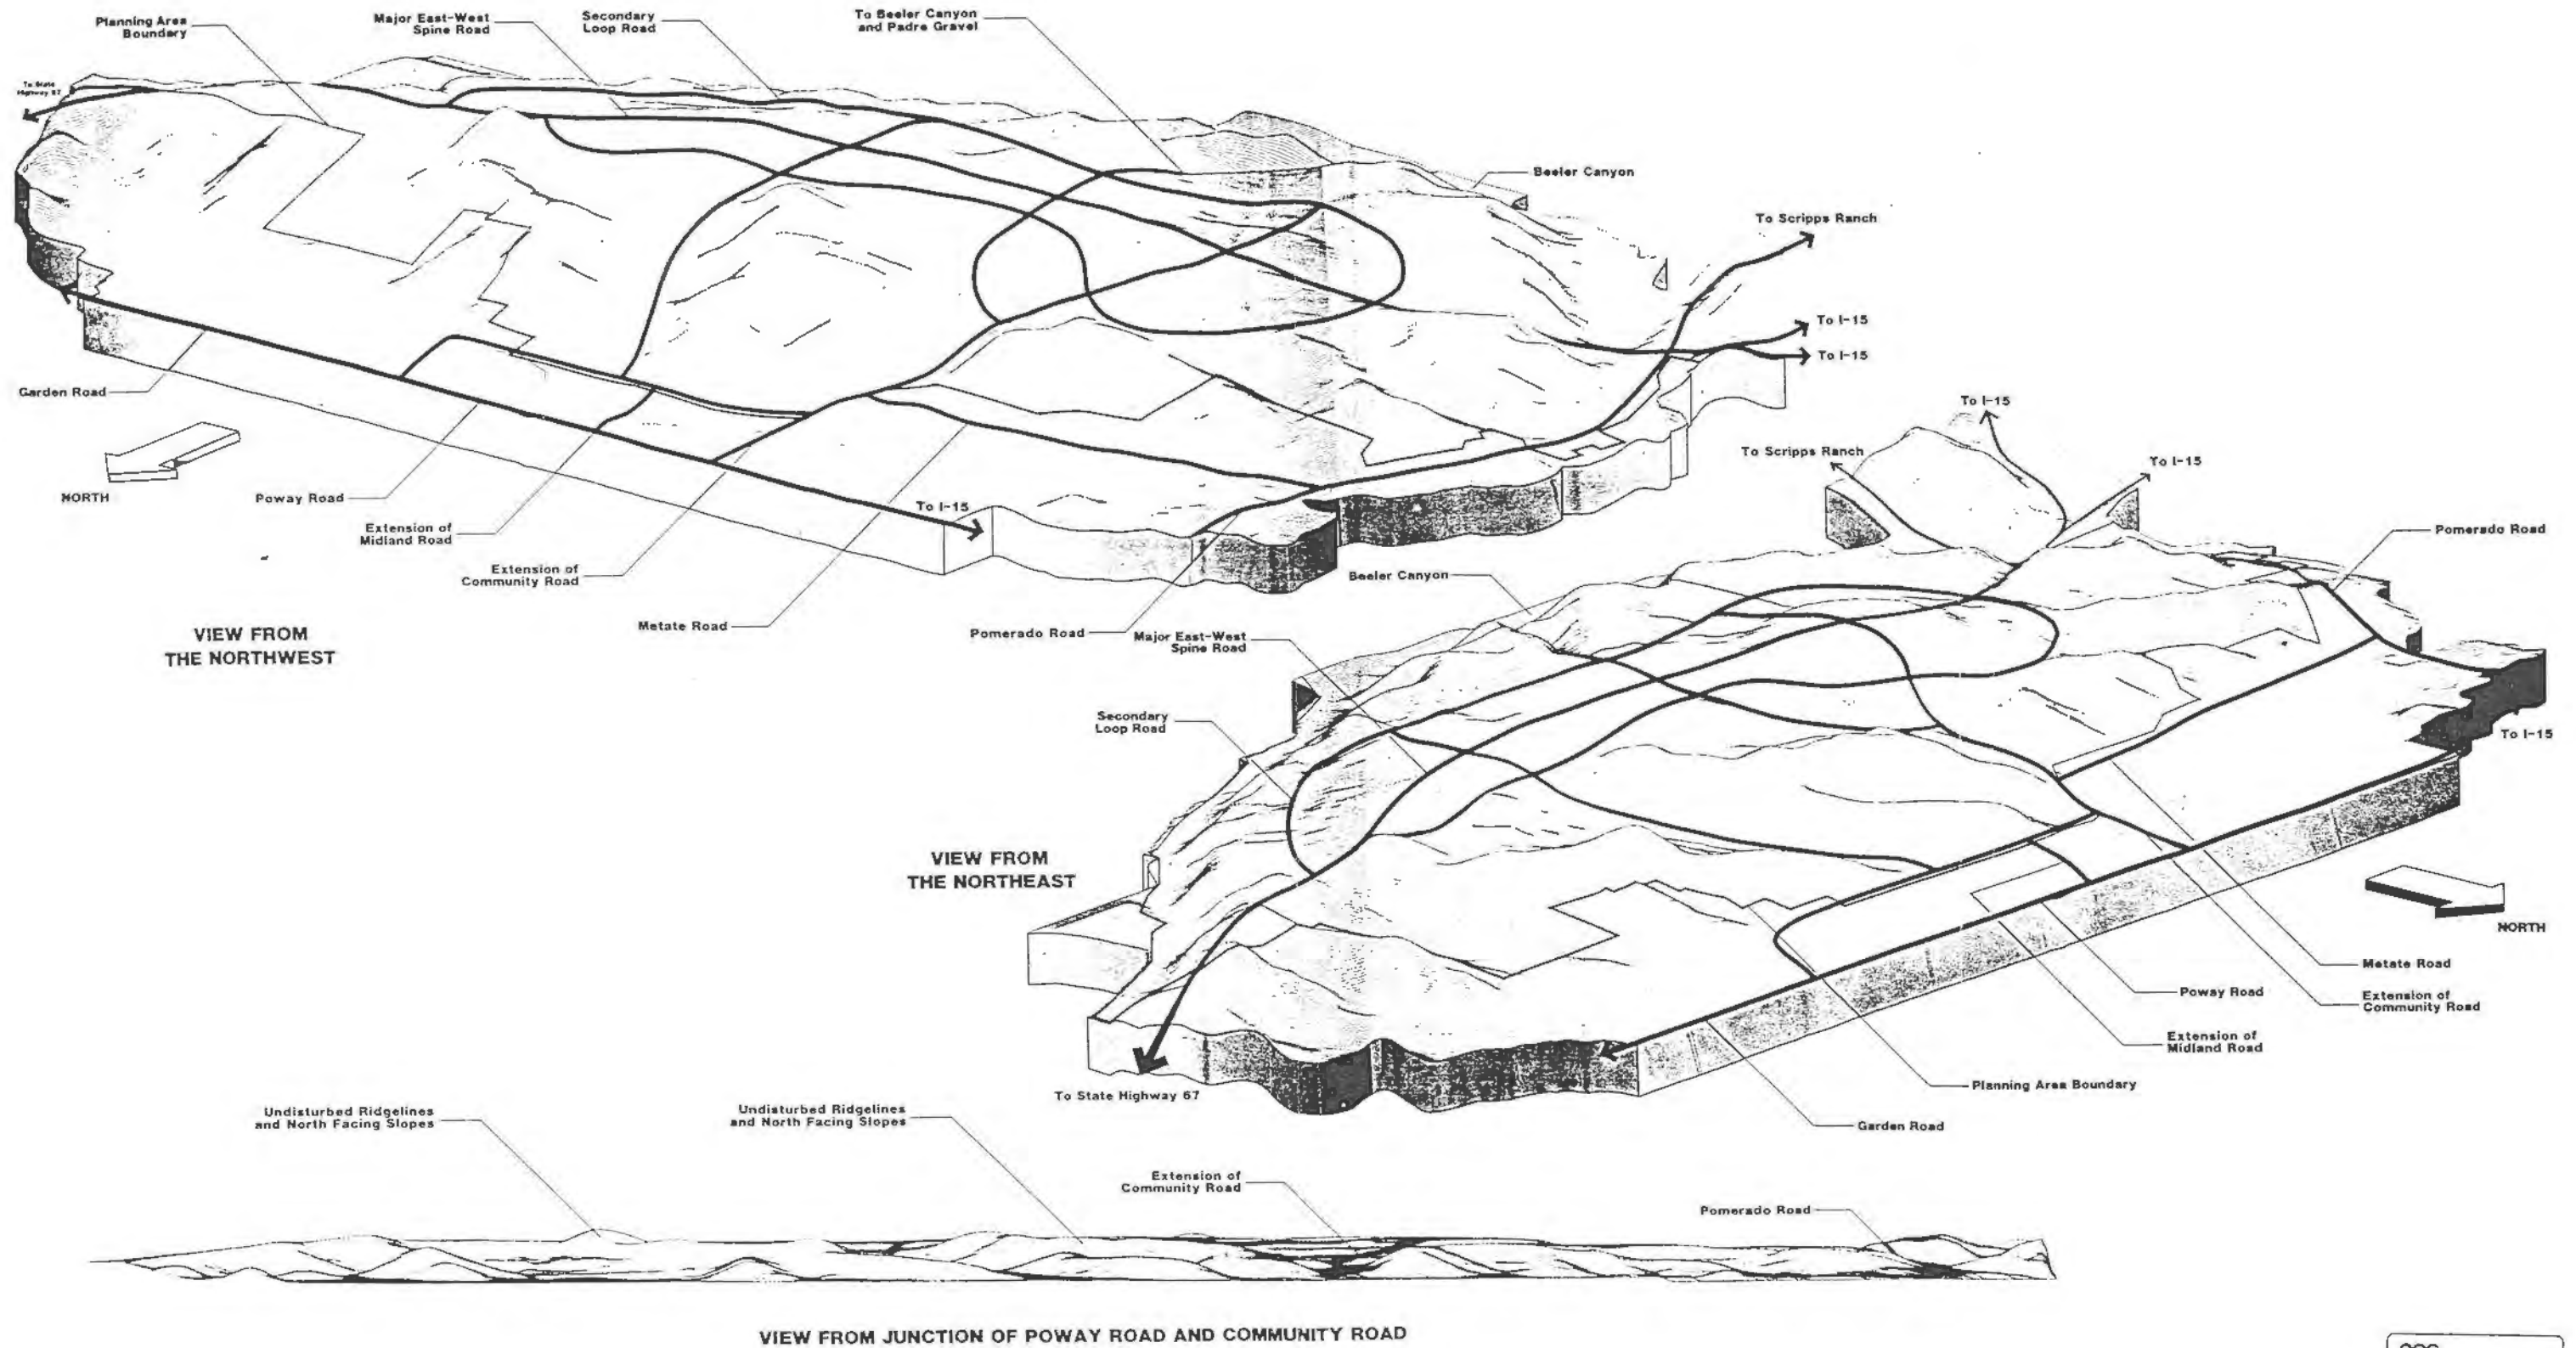 Planning Area
Boundary
Major East-West
Spine Road
Secondary
Loop Road
To Beeler Canyon
and Padre Gravel
To State
Highway 67
Beeler Canyon
To Scripps Ranch
To I-15
To I-15
Garden Road
NORTH
Poway Road
Extension of
Midland Road
Extension of
Community Road
Metate Road
To I-15
Pomerado Road
VIEW FROM
THE NORTHWEST
To I-15
To Scripps Ranch
To I-15
Pomerado Road
Beeler Canyon
Major East-West
Spine Road
Secondary
Loop Road
To I-15
VIEW FROM
THE NORTHEAST
NORTH
Metate Road
Poway Road
Extension of
Community Road
Extension of
Midland Road
Planning Area Boundary
To State Highway 67
Garden Road
Undisturbed Ridgelines
and North Facing Slopes
Undisturbed Ridgelines
and North Facing Slopes
Extension of
Community Road
Pomerado Road
VIEW FROM JUNCTION OF POWAY ROAD AND COMMUNITY ROAD